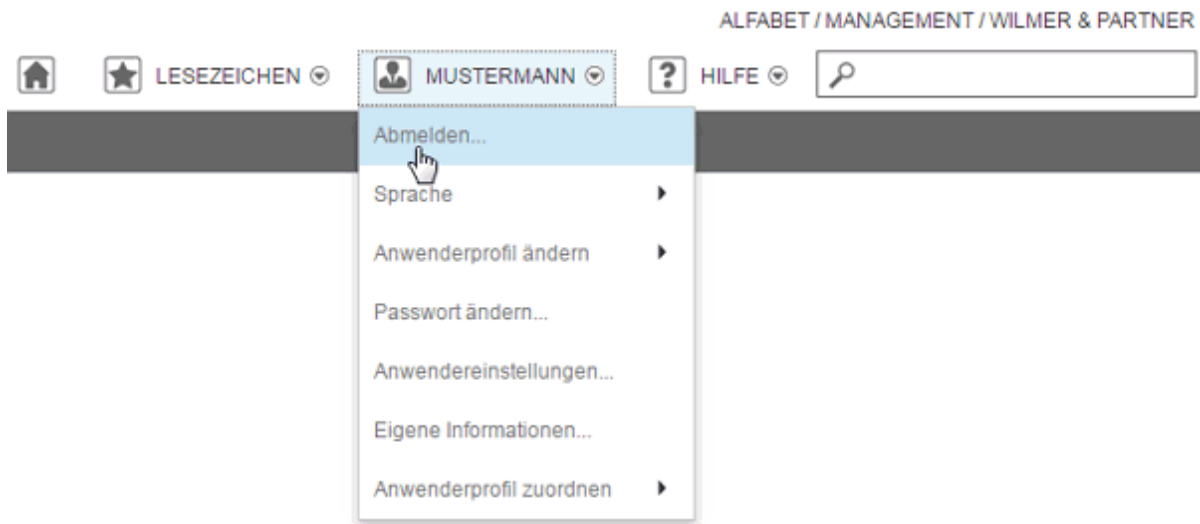 ALFABET / MANAGEMENT / WILMER & PARTNER
LESEZEICHEN MUSTERMANN ? HILFE
Abmelden...
Sprache
Anwenderprofil ändern
Passwort ändern...
Anwendereinstellungen...
Eigene Informationen...
Anwenderprofil zuordnen